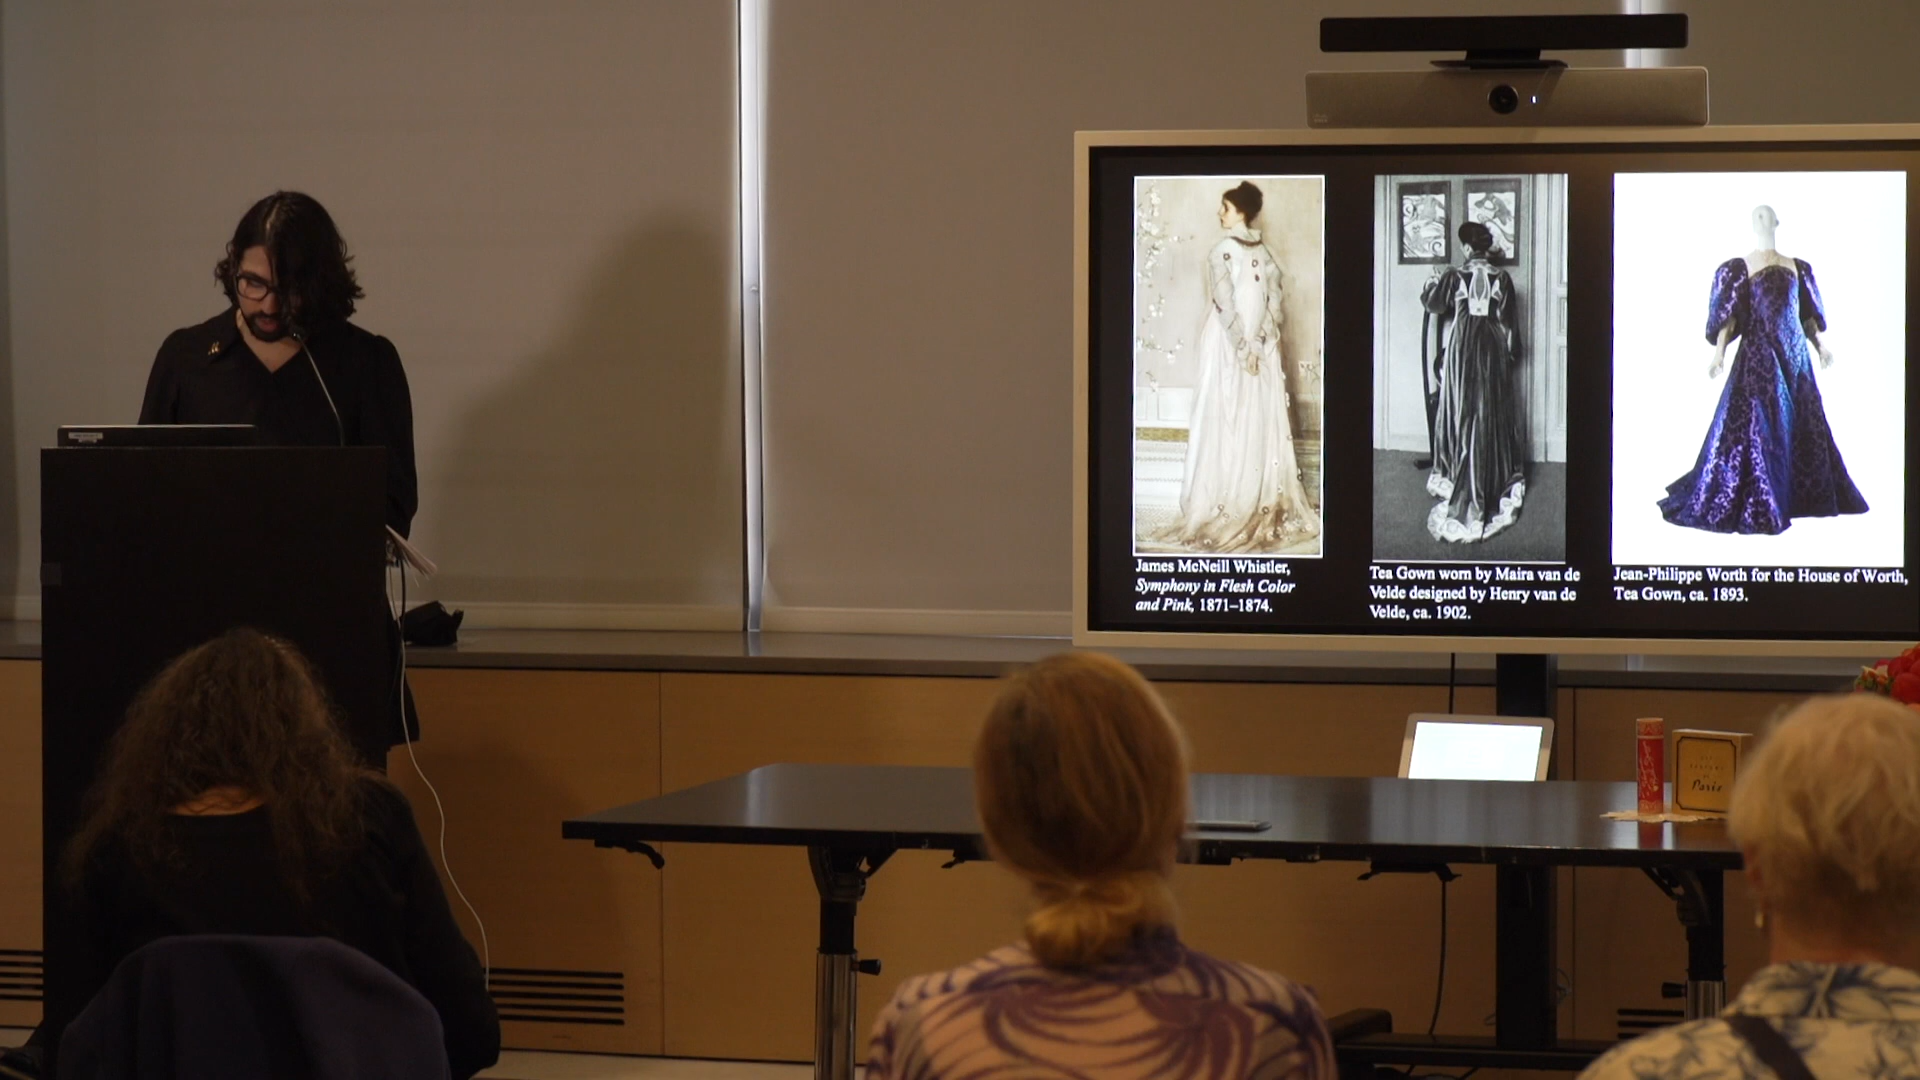 James McNeill Whistler,
Symphony in Flesh Color
and Pink, 1871–1874.
Tea Gown worn by Maira van de
Velde designed by Henry van de
Velde, ca. 1902.
Jean-Philippe Worth for the House of Worth,
Tea Gown, ca. 1893.
Paris